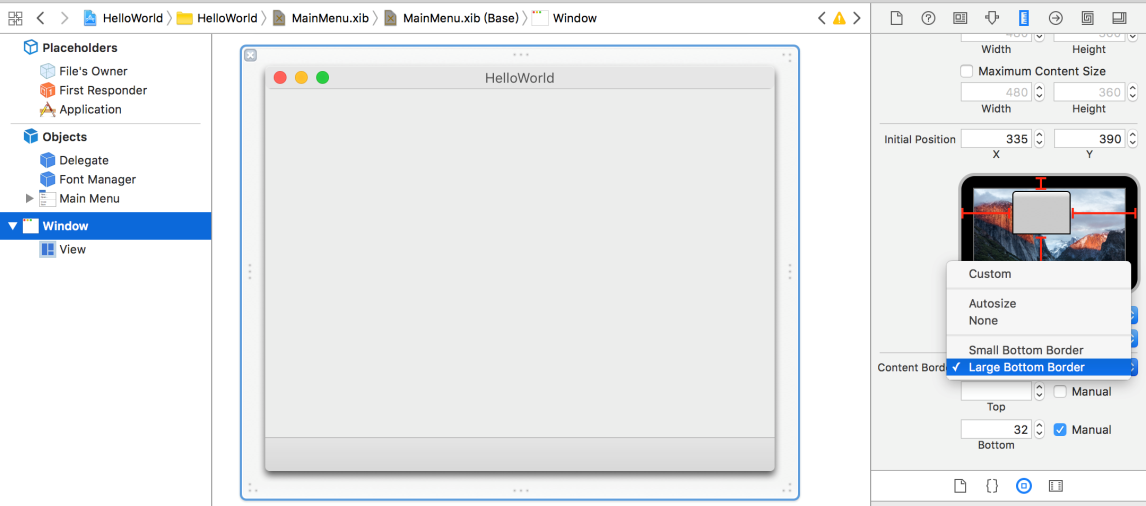 HelloWorld HelloWorld MainMenu.xib MainMenu.xib (Base) Window
Placeholders
File's Owner
First Responder
Application
Objects
Delegate
Font Manager
Main Menu
Window
View
HelloWorld
Width Height
Maximum Content Size
480 360
Width Height
Initial Position 335 390
X Y
Custom
Autosize
None
Small Bottom Border
Content Bord ✓ Large Bottom Border
Manual
Top
32 Manual
Bottom